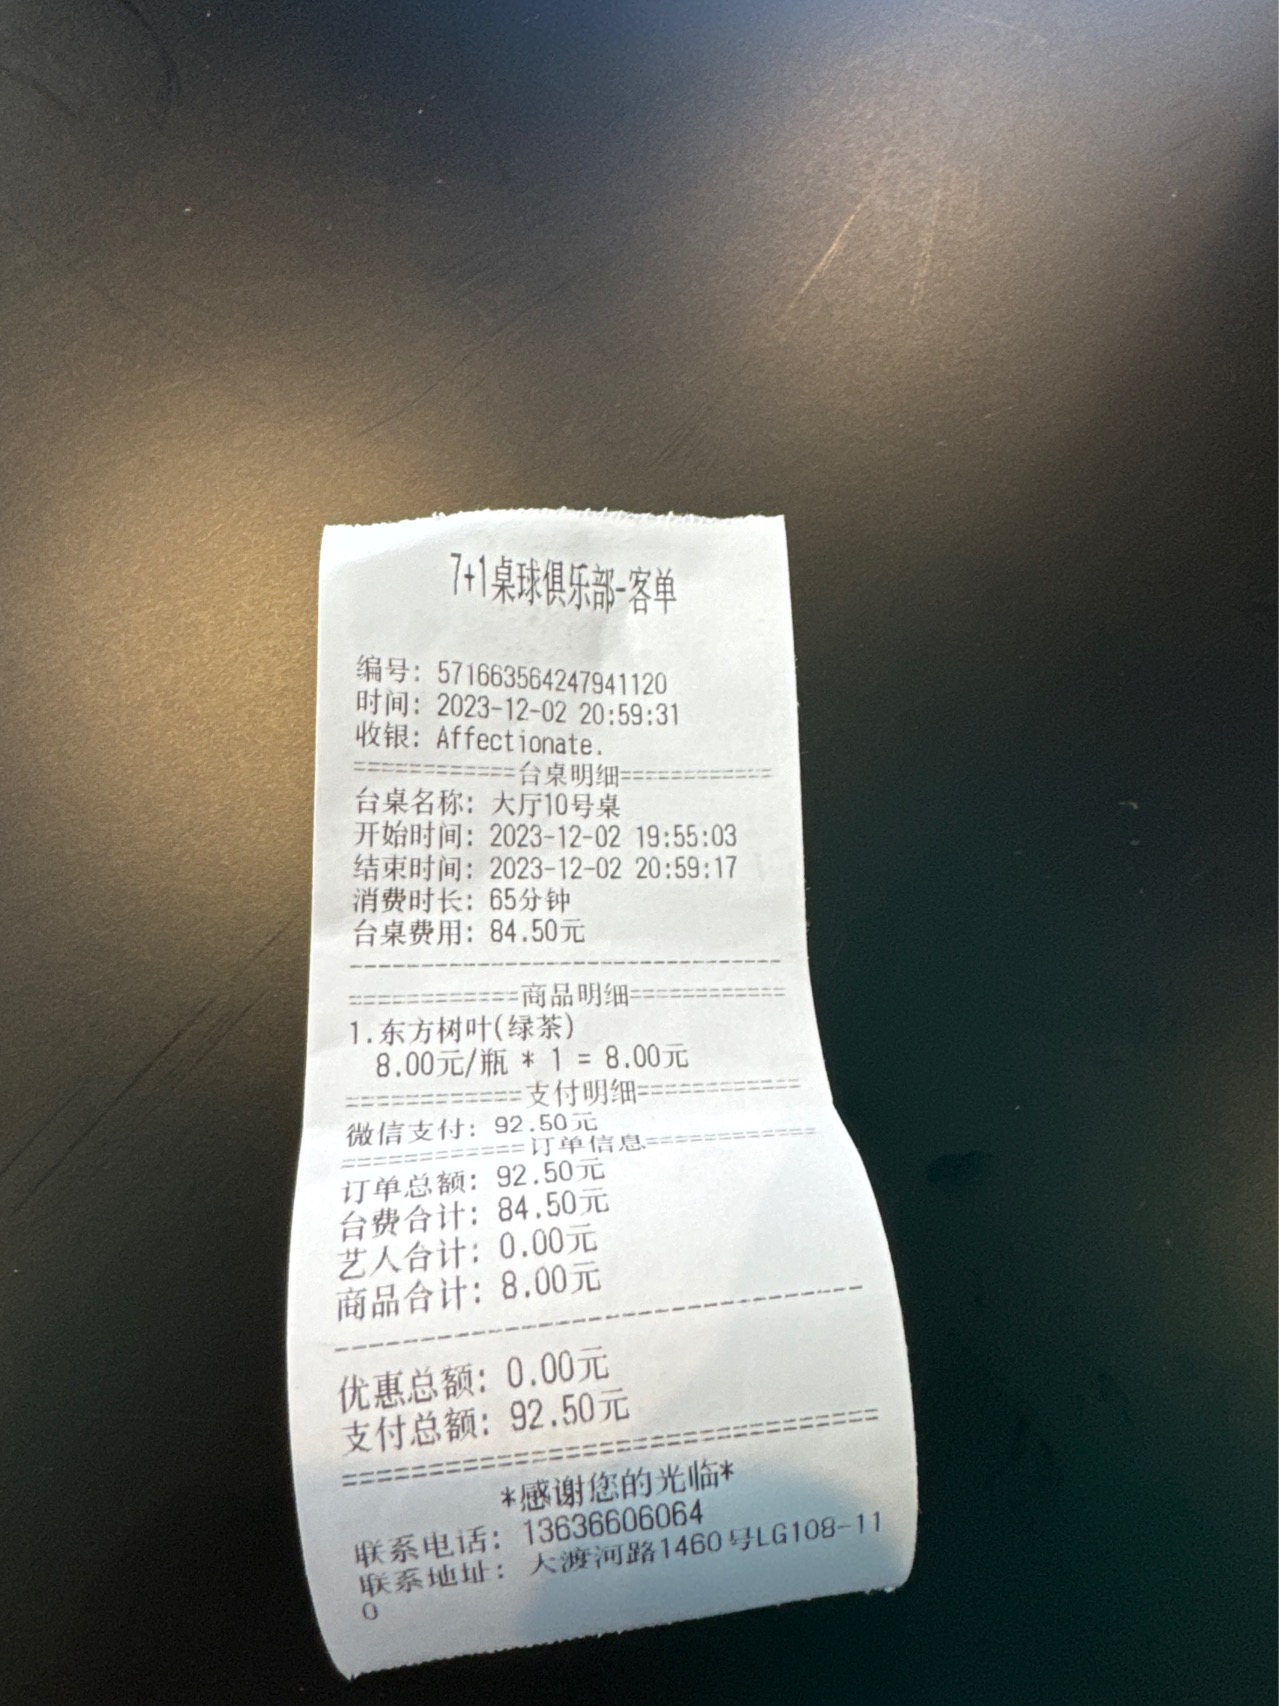 7+1桌球俱乐部-客单
编号: 571663564247941120
时间: 2023-12-02 20:59:31
收银: Affectionate.
============台桌明细============
台桌名称: 大厅10号桌
开始时间: 2023-12-02 19:55:03
结束时间: 2023-12-02 20:59:17
消费时长: 65分钟
台桌费用: 84.50元
--------------------------------
============商品明细============
1.东方树叶(绿茶)
8.00元/瓶 * 1 = 8.00元
============支付明细============
微信支付: 92.50元
============订单信息============
订单总额: 92.50元
台费合计: 84.50元
艺人合计: 0.00元
商品合计: 8.00元
--------------------------------
优惠总额: 0.00元
支付总额: 92.50元
================================
*感谢您的光临*
联系电话: 13636606064
联系地址: 大渡河路1460号LG108-11
0